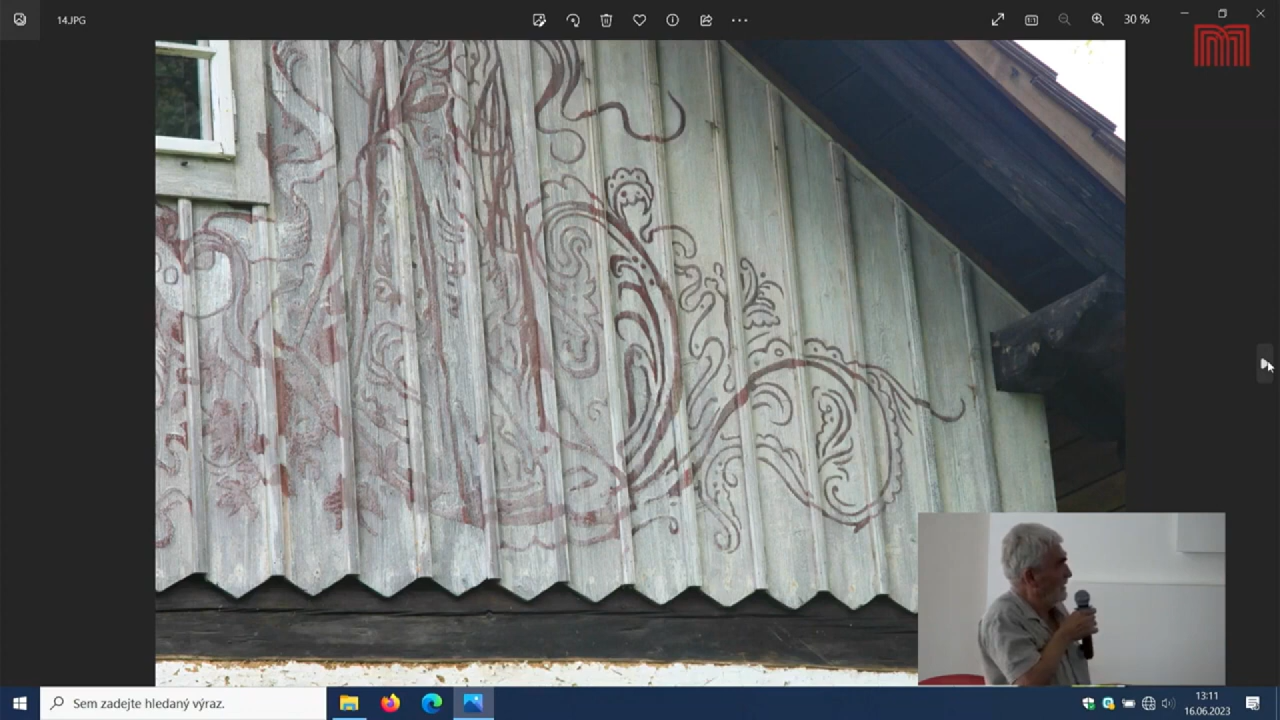 14.JPG
30 %
Sem zadejte hledaný výraz.
13:11
16.06.2023